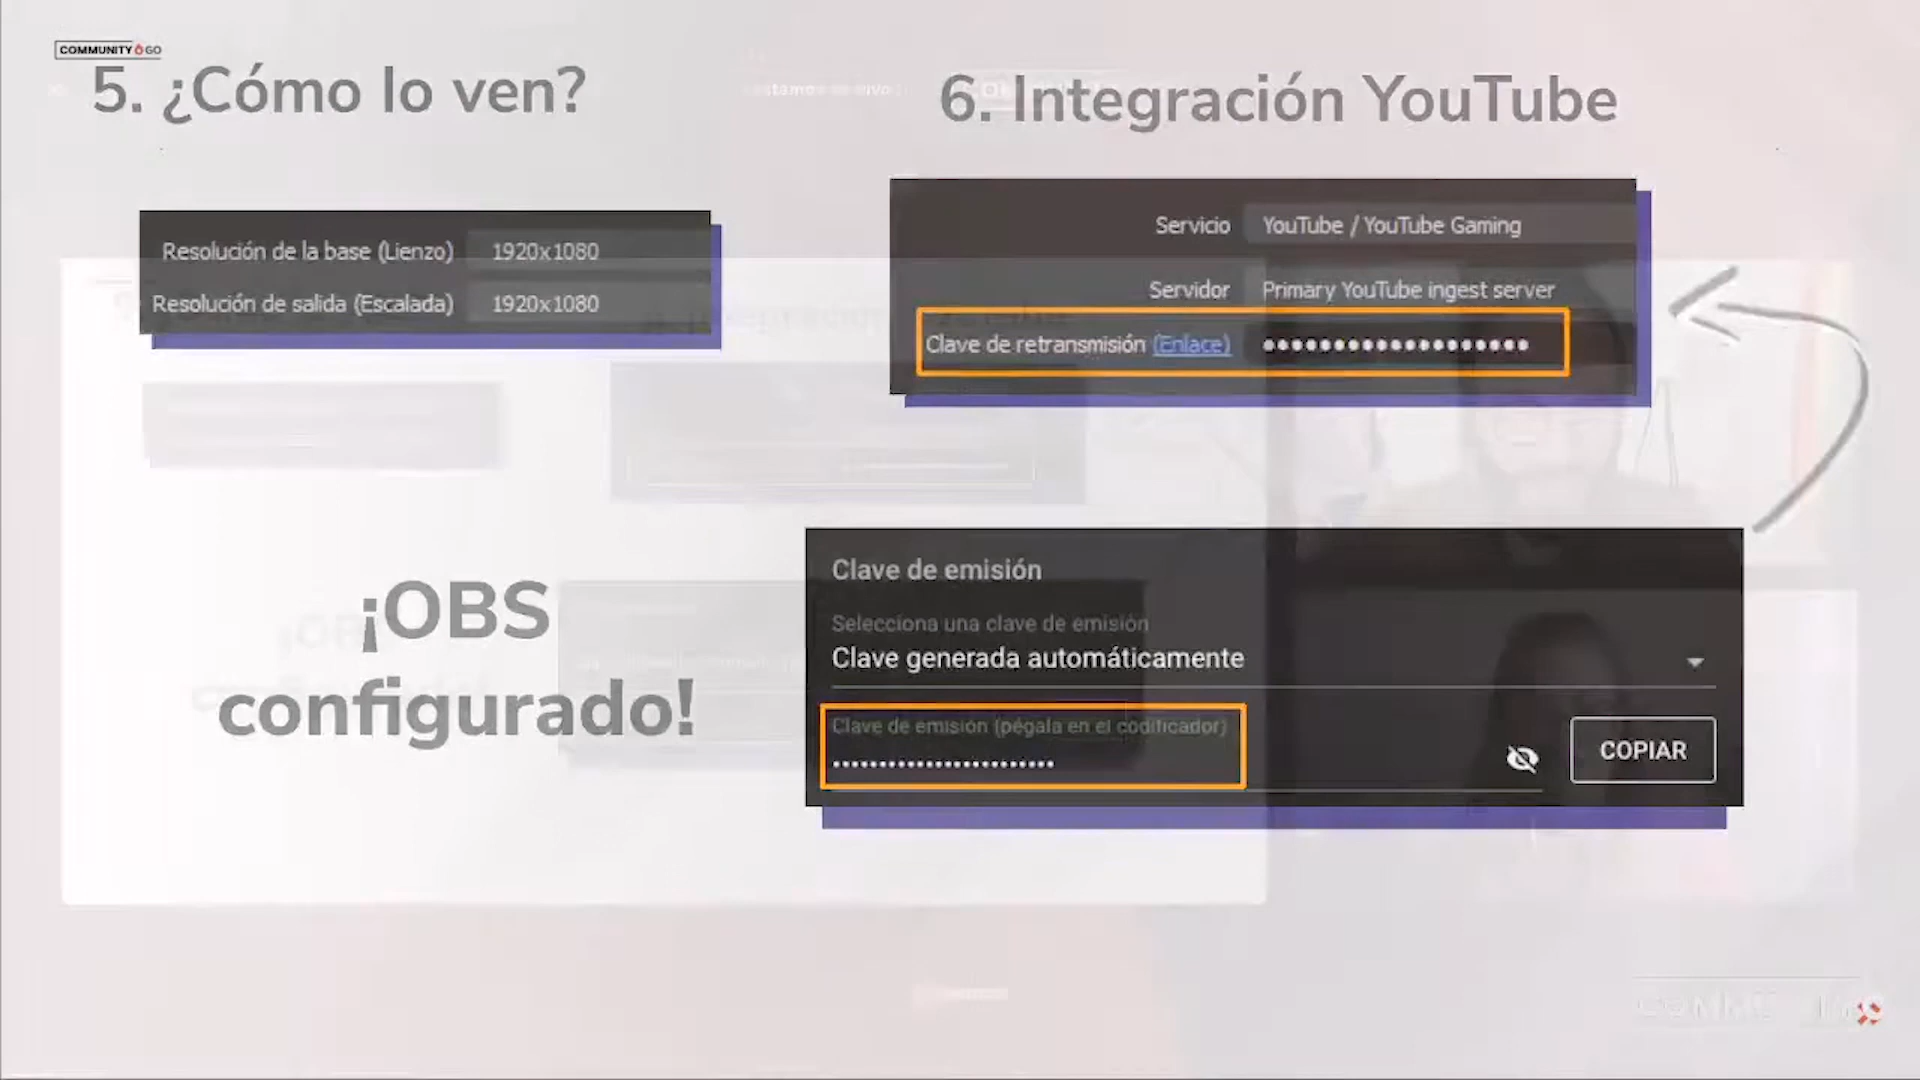 COMMUNITY GO
5. ¿Cómo lo ven?
Resolución de la base (Lienzo) 1920x1080
Resolución de salida (Escalada) 1920x1080
¡OBS
configurado!
6. Integración YouTube
Servicio YouTube / YouTube Gaming
Servidor Primary YouTube ingest server
Clave de retransmisión (Enlace) •••••••••••••••••••
Clave de emisión
Selecciona una clave de emisión
Clave generada automáticamente
Clave de emisión (pégala en el codificador)
••••••••••••••••••••••••
COPIAR